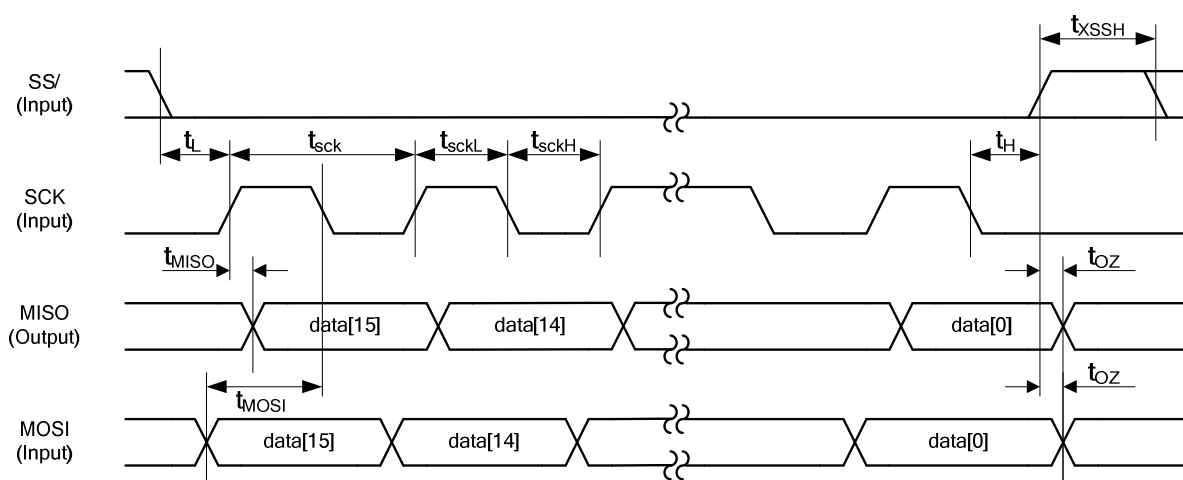 tXSSH
SS/
(Input)
tL
tsck
tsckL
tsckH
tH
SCK
(Input)
tMISO
tOZ
MISO
(Output)
data[15]
data[14]
data[0]
tMOSI
tOZ
MOSI
(Input)
data[15]
data[14]
data[0]